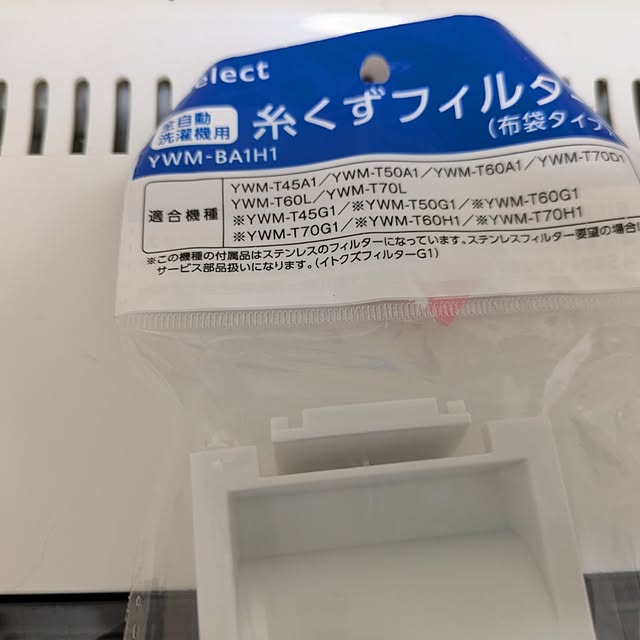 elect
全自動
洗濯機用
糸くずフィルタ
(布袋タイプ
YWM-BA1H1
適合機種
YWM-T45A1／YWM-T50A1／YWM-T60A1／YWM-T70D1
YWM-T60L／YWM-T70L
※YWM-T45G1／※YWM-T50G1／※YWM-T60G1
※YWM-T70G1／※YWM-T60H1／※YWM-T70H1
※この機種の付属品はステンレスのフィルターになっています。ステンレスフィルター要望の場合は
サービス部品扱いになります。(イトクズフィルターG1)